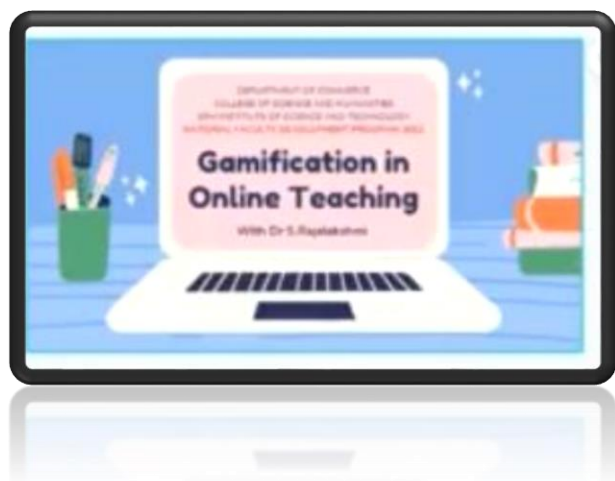 DEPARTMENT OF COMMERCE
COLLEGE OF SCIENCE AND HUMANITIES
SRM INSTITUTE OF SCIENCE AND TECHNOLOGY
NATIONAL FACULTY DEVELOPMENT PROGRAM
Gamification in
Online Teaching
With Dr S.Rajalakshmi